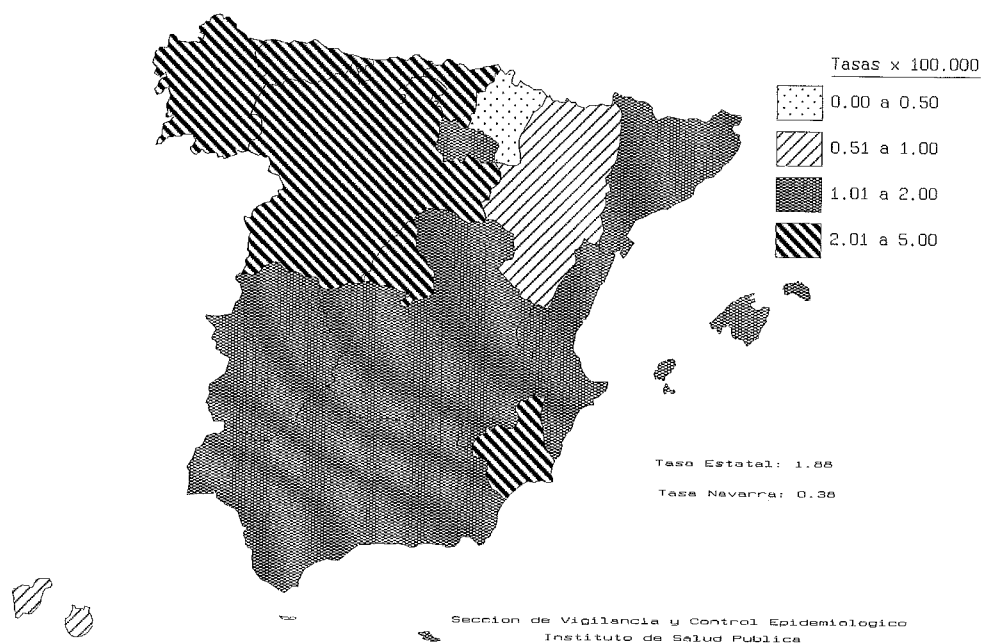 Tasas x 100.000
0.00 a 0.50
0.51 a 1.00
1.01 a 2.00
2.01 a 5.00
Tasa Estatal: 1.88
Tasa Navarra: 0.38
Seccion de Vigilancia y Control Epidemiologico
Instituto de Salud Publica